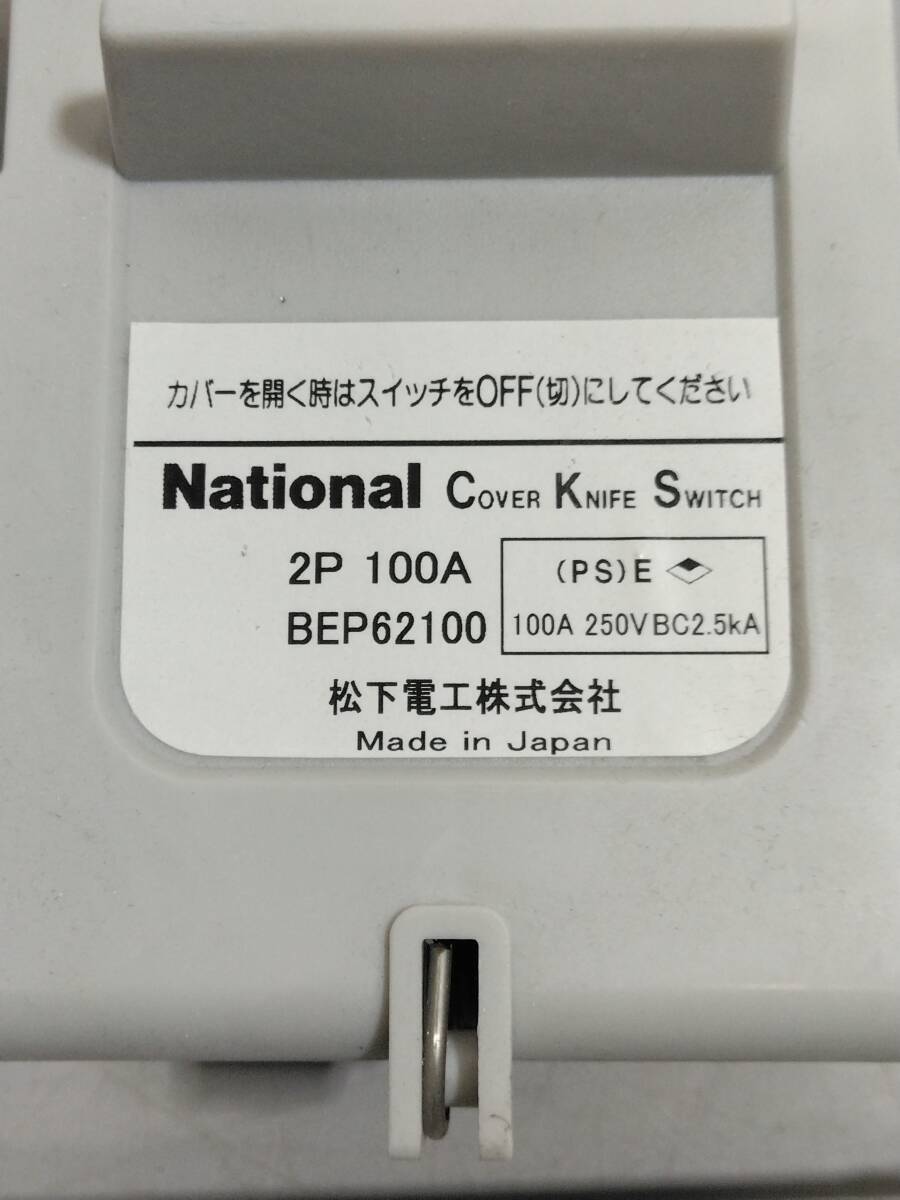 カバーを開く時はスイッチをOFF(切)にしてください
National COVER KNIFE SWITCH
2P 100A
BEP62100
(PS)E
100A 250V BC2.5kA
松下電工株式会社
Made in Japan